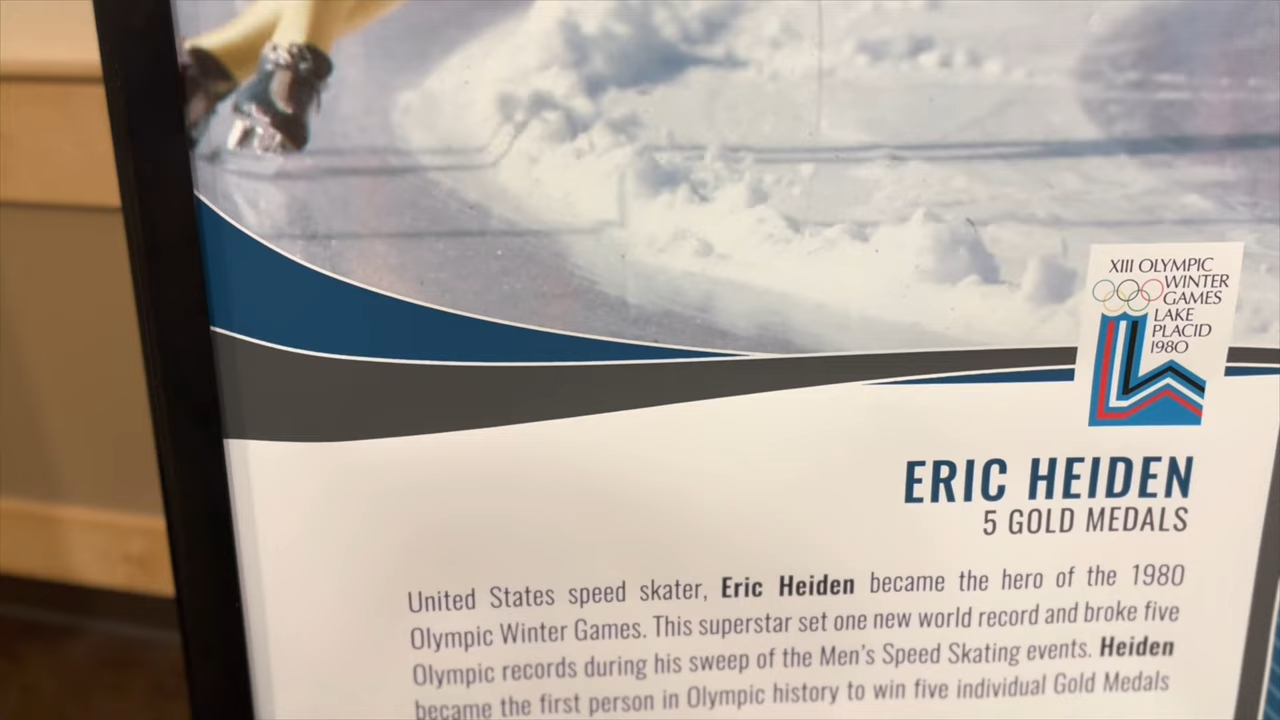 XIII OLYMPIC
WINTER
GAMES
LAKE
PLACID
1980
ERIC HEIDEN
5 GOLD MEDALS
United States speed skater, Eric Heiden became the hero of the 1980
Olympic Winter Games. This superstar set one new world record and broke five
Olympic records during his sweep of the Men's Speed Skating events. Heiden
became the first person in Olympic history to win five individual Gold Medals